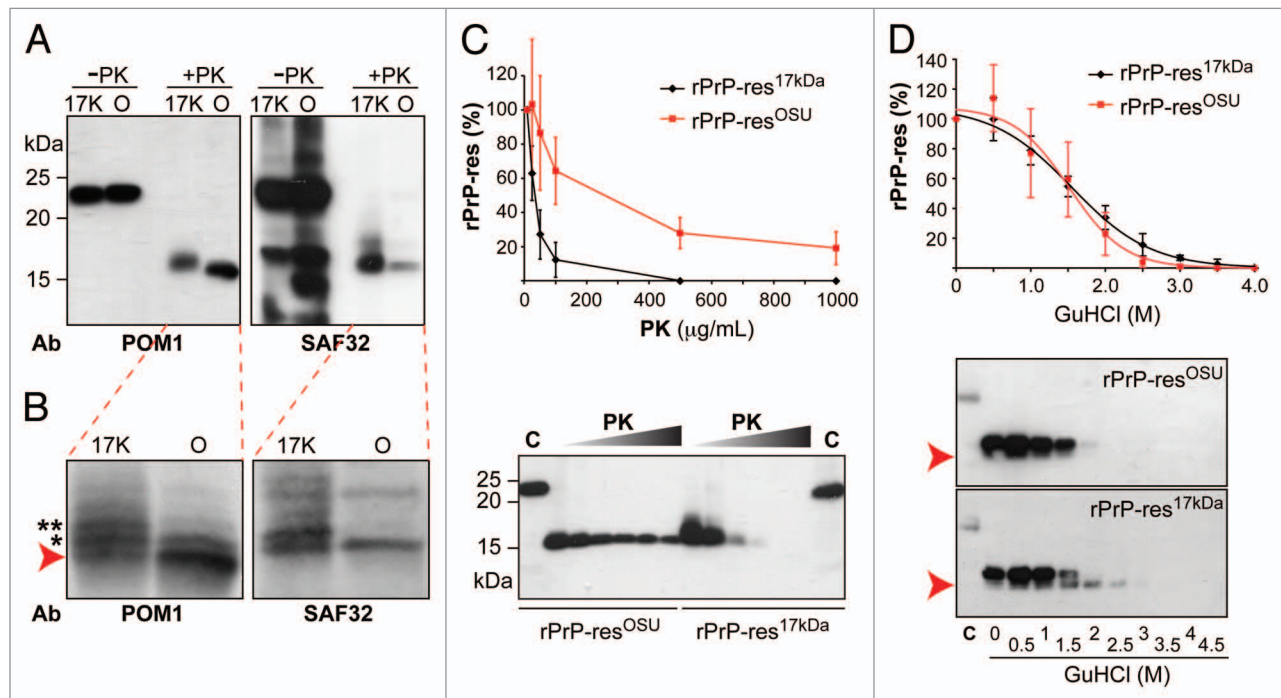 A
–PK +PK –PK +PK
17K O 17K O 17K O 17K O
kDa
25
20
15
Ab POM1 SAF32
B
17K O 17K O
**
*
Ab POM1 SAF32
C
rPrP-res (%)
120
100
80
60
40
20
rPrP-res17kDa
rPrP-resOSU
0 200 400 600 800 1000
PK (μg/mL)
PK PK
C C
25
20
15
kDa
rPrP-resOSU rPrP-res17kDa
D
rPrP-res (%)
120
100
80
60
40
20
0
rPrP-res17kDa
rPrP-resOSU
0 1.0 2.0 3.0 4.0
GuHCl (M)
rPrP-resOSU
rPrP-res17kDa
C 0 0.5 1 1.5 2 2.5 3 3.5 4 4.5
GuHCl (M)